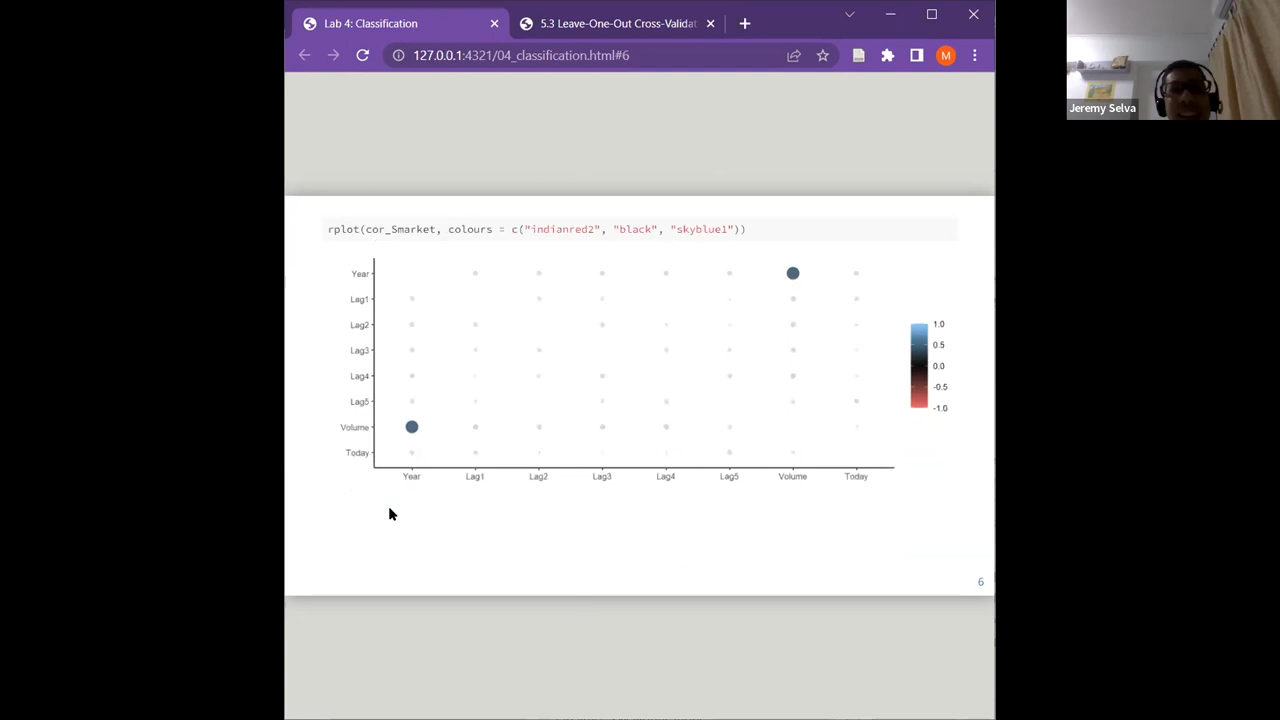 Lab 4: Classification
5.3 Leave-One-Out Cross-Validat
127.0.0.1:4321/04_classification.html#6
M
Jeremy Selva
rplot(cor_Smarket, colours = c("indianred2", "black", "skyblue1"))
Year
Lag1
Lag2
Lag3
Lag4
Lag5
Volume
Today
Year Lag1 Lag2 Lag3 Lag4 Lag5 Volume Today
1.0
0.5
0.0
-0.5
-1.0
6